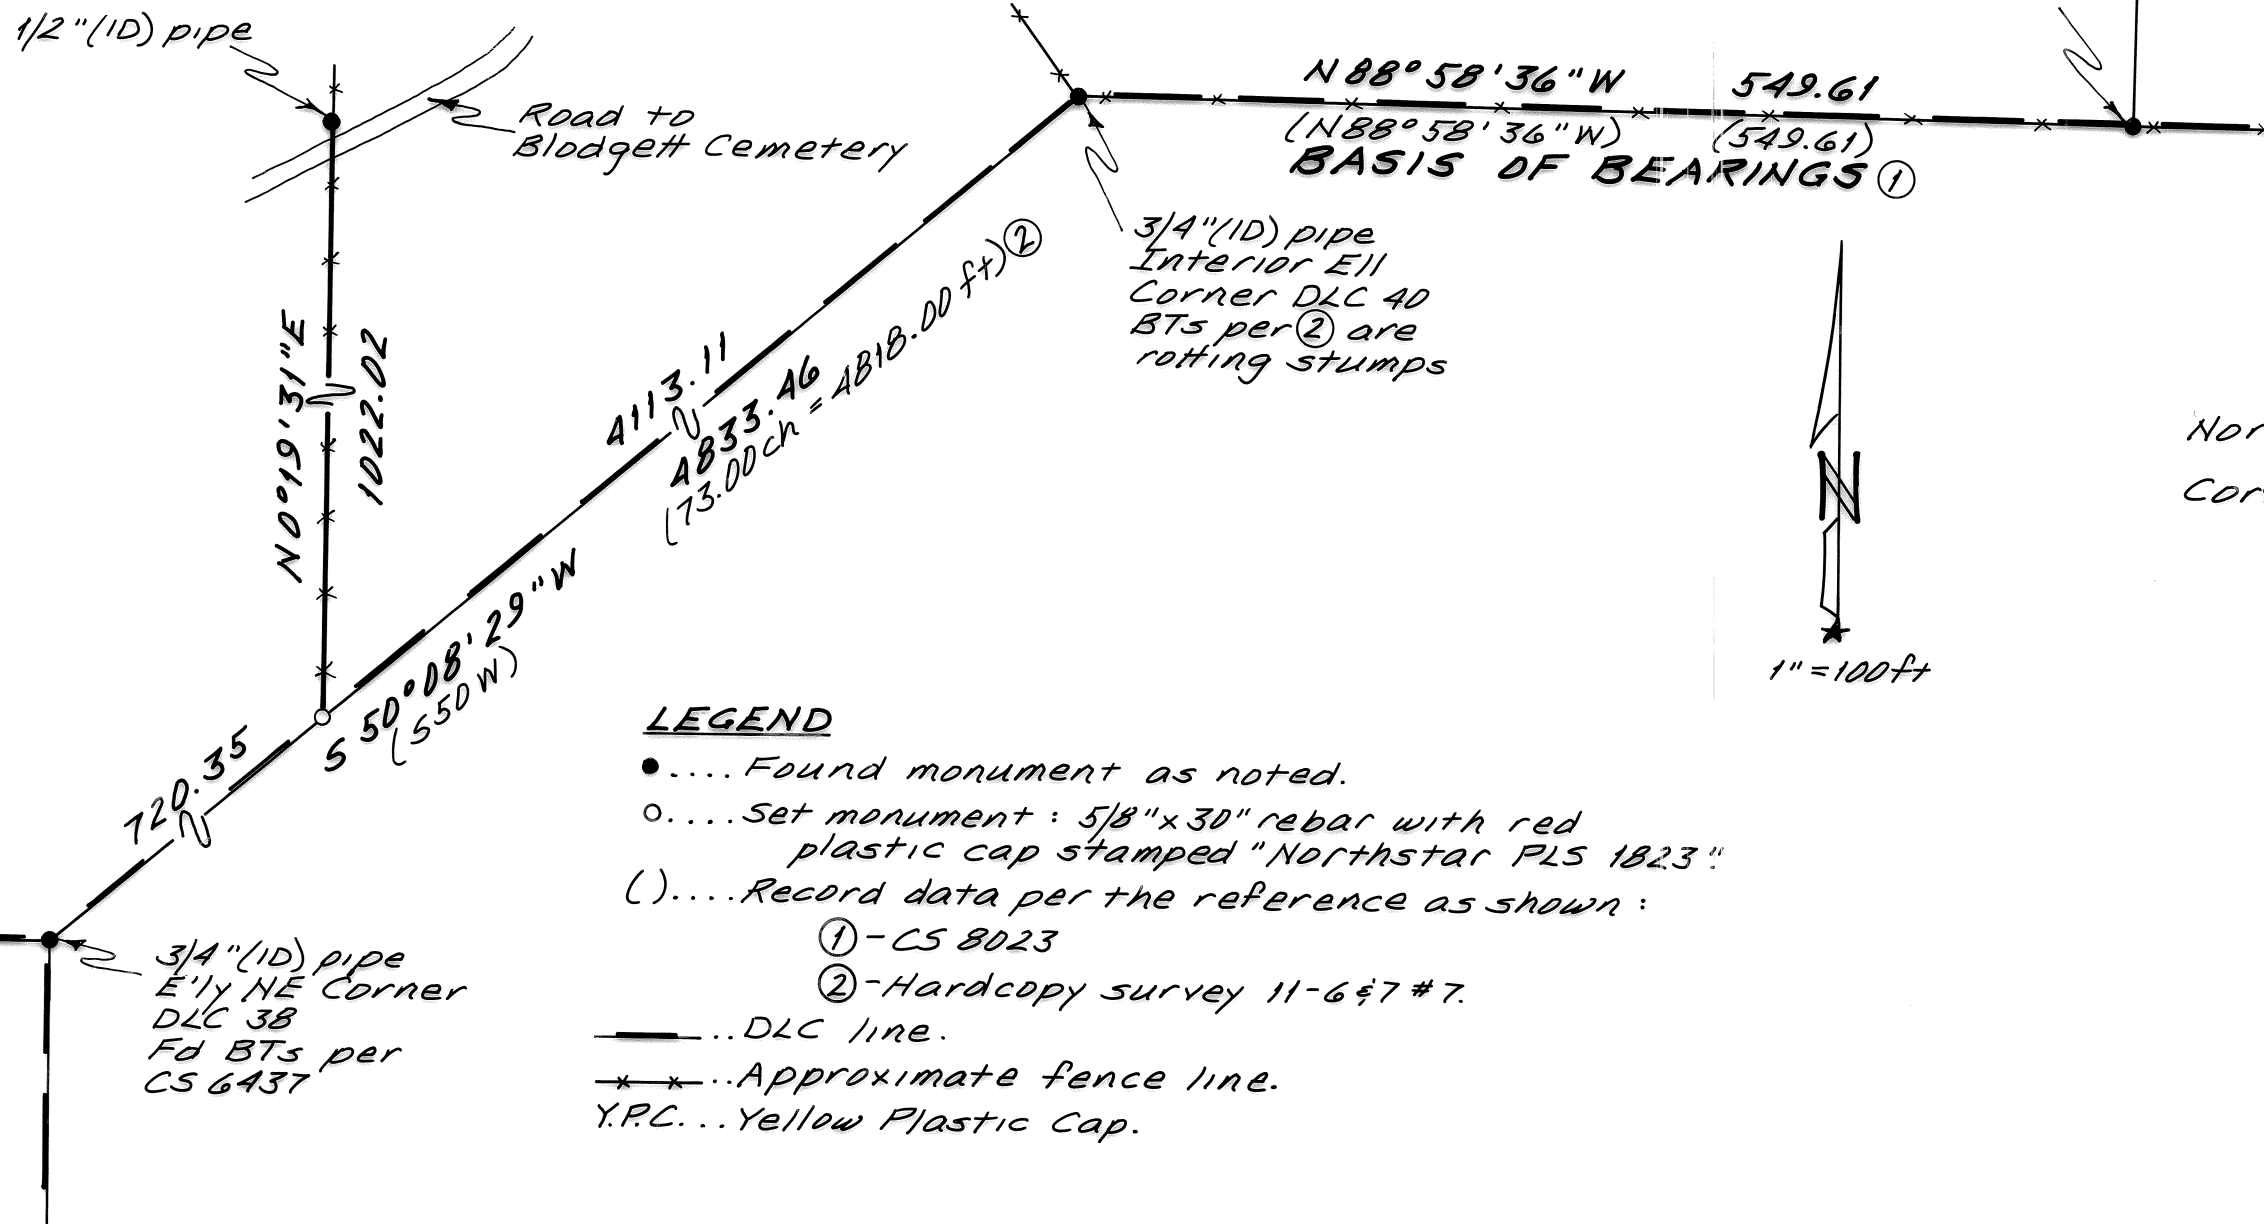 1/2"(ID) pipe
Road to
Blodgett Cemetery
N88°58'36"W 549.61
(N88°58'36"W) (549.61)
BASIS OF BEARINGS ①
3/4"(ID) pipe
Interior Ell
Corner DLC 40
BTs per ② are
rotting stumps
N0°19'31"E
1022.02
4113.11
4833.46
(73.00ch = 4818.00 ft) ②
S 50°08'29"W
(S50W)
720.35
N
1"=100ft
Nor
Cor
3/4"(ID) pipe
E'ly NE Corner
DLC 38
Fd BTs per
CS 6437
LEGEND
●.... Found monument as noted.
○.... Set monument : 5/8"x30" rebar with red
plastic cap stamped "Northstar PLS 1823"
( ).... Record data per the reference as shown :
① - CS 8023
② - Hardcopy survey 11-6&7 #7.
.. DLC line.
.. Approximate fence line.
Y.P.C... Yellow Plastic Cap.